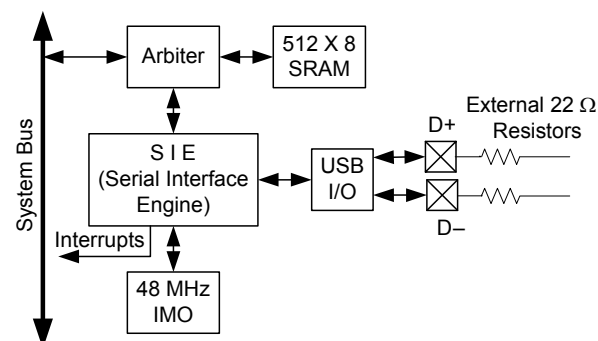 System Bus
Arbiter
512 X 8
SRAM
External 22 Ω
Resistors
D+
S I E
(Serial Interface
Engine)
USB
I/O
D–
Interrupts
48 MHz
IMO